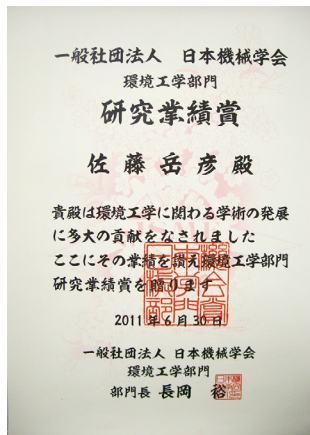 一般社団法人 日本機械学会
環境工学部門
研究業績賞
佐藤岳彦 殿
貴殿は環境工学に関わる学術の発展
に多大の貢献をなされました
ここにその業績を讃え環境工学部門
研究業績賞を贈ります
2011年6月30日
一般社団法人 日本機械学会
環境工学部門
部門長 長岡 裕